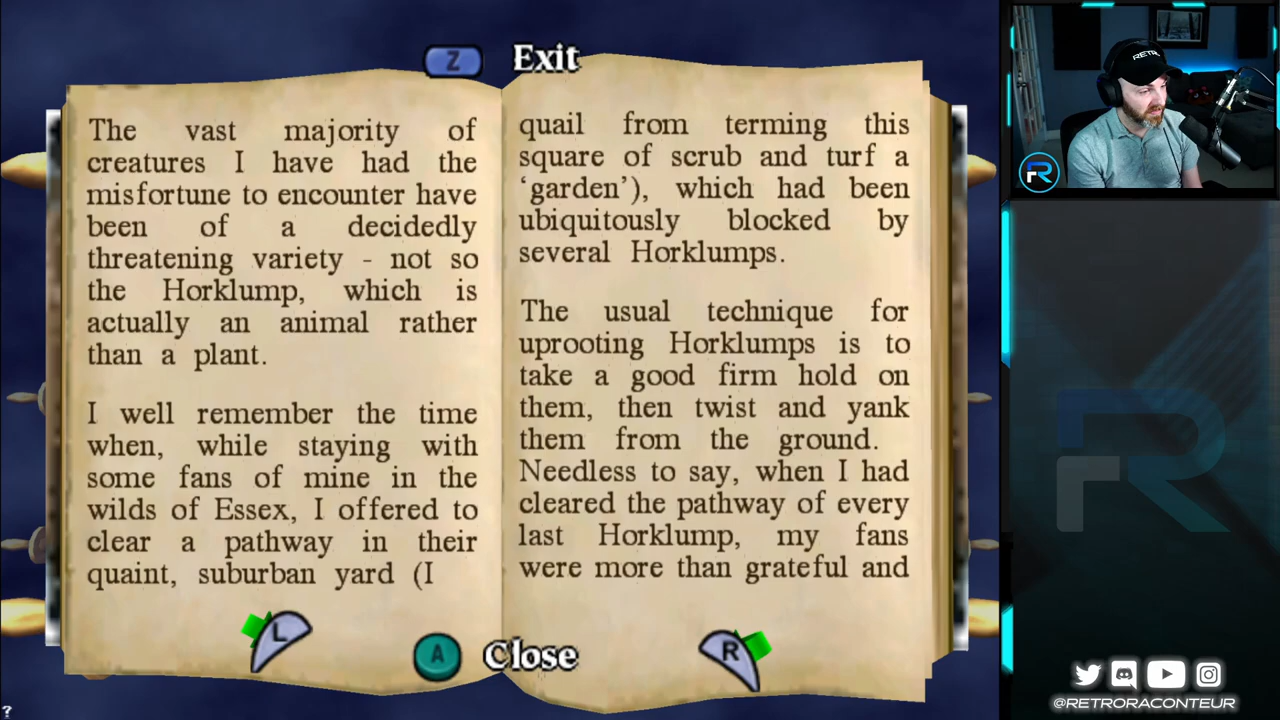 Z Exit
The vast majority of
creatures I have had the
misfortune to encounter have
been of a decidedly
threatening variety - not so
the Horklump, which is
actually an animal rather
than a plant.
I well remember the time
when, while staying with
some fans of mine in the
wilds of Essex, I offered to
clear a pathway in their
quaint, suburban yard (I
quail from terming this
square of scrub and turf a
‘garden’), which had been
ubiquitously blocked by
several Horklumps.
The usual technique for
uprooting Horklumps is to
take a good firm hold on
them, then twist and yank
them from the ground.
Needless to say, when I had
cleared the pathway of every
last Horklump, my fans
were more than grateful and
L
A Close
R
RETRO
@RETRORACONTEUR
?